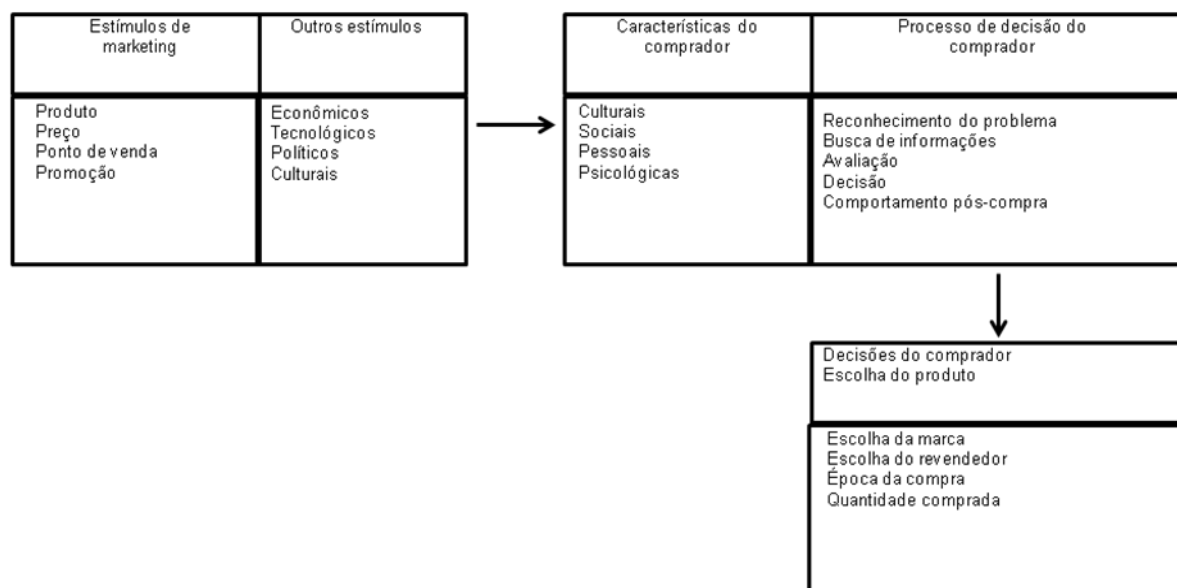 Estímulos de
marketing
Outros estímulos
Produto
Preço
Ponto de venda
Promoção
Econômicos
Tecnológicos
Políticos
Culturais
Características do
comprador
Processo de decisão do
comprador
Culturais
Sociais
Pessoais
Psicológicas
Reconhecimento do problema
Busca de informações
Avaliação
Decisão
Comportamento pós-compra
Decisões do comprador
Escolha do produto
Escolha da marca
Escolha do revendedor
Época da compra
Quantidade comprada